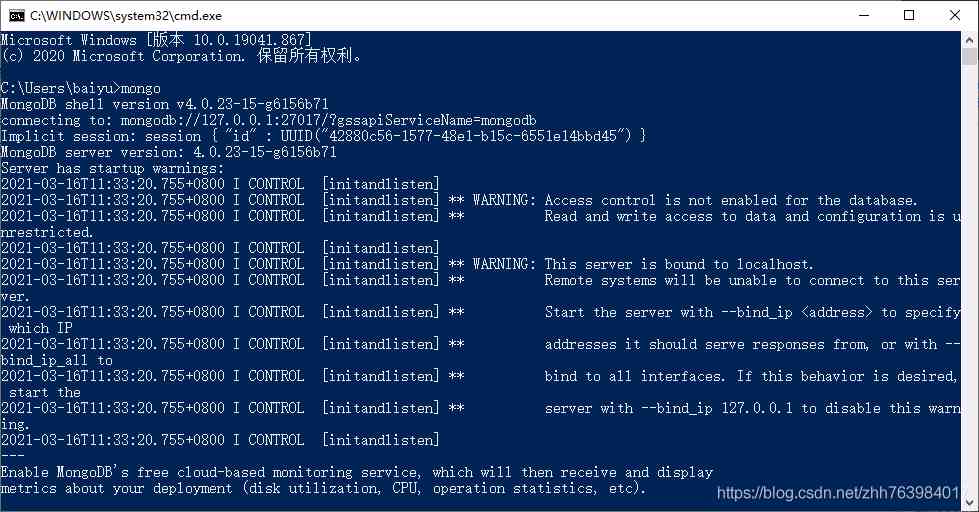 C:\WINDOWS\system32\cmd.exe
Microsoft Windows [版本 10.0.19041.867]
(c) 2020 Microsoft Corporation. 保留所有权利。
C:\Users\baiyu>mongo
MongoDB shell version v4.0.23-15-g6156b71
connecting to: mongodb://127.0.0.1:27017/?gssapiServiceName=mongodb
Implicit session: session { "id" : UUID("42880c56-1577-48e1-b15c-6551e14bbd45") }
MongoDB server version: 4.0.23-15-g6156b71
Server has startup warnings:
2021-03-16T11:33:20.755+0800 I CONTROL  [initandlisten]
2021-03-16T11:33:20.755+0800 I CONTROL  [initandlisten] ** WARNING: Access control is not enabled for the database.
2021-03-16T11:33:20.755+0800 I CONTROL  [initandlisten] **          Read and write access to data and configuration is u
nrestricted.
2021-03-16T11:33:20.755+0800 I CONTROL  [initandlisten]
2021-03-16T11:33:20.755+0800 I CONTROL  [initandlisten] ** WARNING: This server is bound to localhost.
2021-03-16T11:33:20.755+0800 I CONTROL  [initandlisten] **          Remote systems will be unable to connect to this ser
ver.
2021-03-16T11:33:20.755+0800 I CONTROL  [initandlisten] **          Start the server with --bind_ip <address> to specify
 which IP
2021-03-16T11:33:20.755+0800 I CONTROL  [initandlisten] **          addresses it should serve responses from, or with --
bind_ip_all to
2021-03-16T11:33:20.755+0800 I CONTROL  [initandlisten] **          bind to all interfaces. If this behavior is desired,
 start the
2021-03-16T11:33:20.755+0800 I CONTROL  [initandlisten] **          server with --bind_ip 127.0.0.1 to disable this warn
ing.
2021-03-16T11:33:20.755+0800 I CONTROL  [initandlisten]
---
Enable MongoDB's free cloud-based monitoring service, which will then receive and display
metrics about your deployment (disk utilization, CPU, operation statistics, etc).
https://blog.csdn.net/zhh76398401